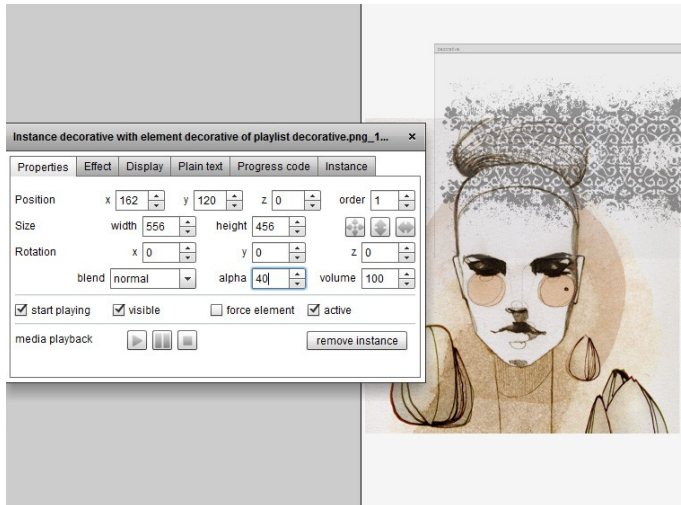 decorative
Instance decorative with element decorative of playlist decorative.png_1... ×
Properties Effect Display Plain text Progress code Instance
Position x 162 y 120 z 0 order 1
Size width 556 height 456
Rotation x 0 y 0 z 0
blend normal alpha 40 volume 100
start playing visible force element active
media playback remove instance